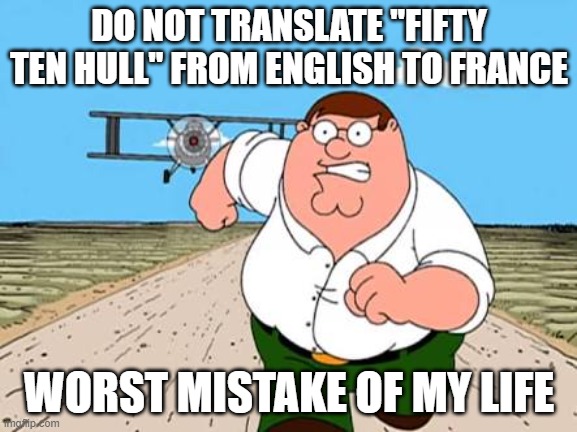 DO NOT TRANSLATE "FIFTY
TEN HULL" FROM ENGLISH TO FRANCE
WORST MISTAKE OF MY LIFE
imgflip.com